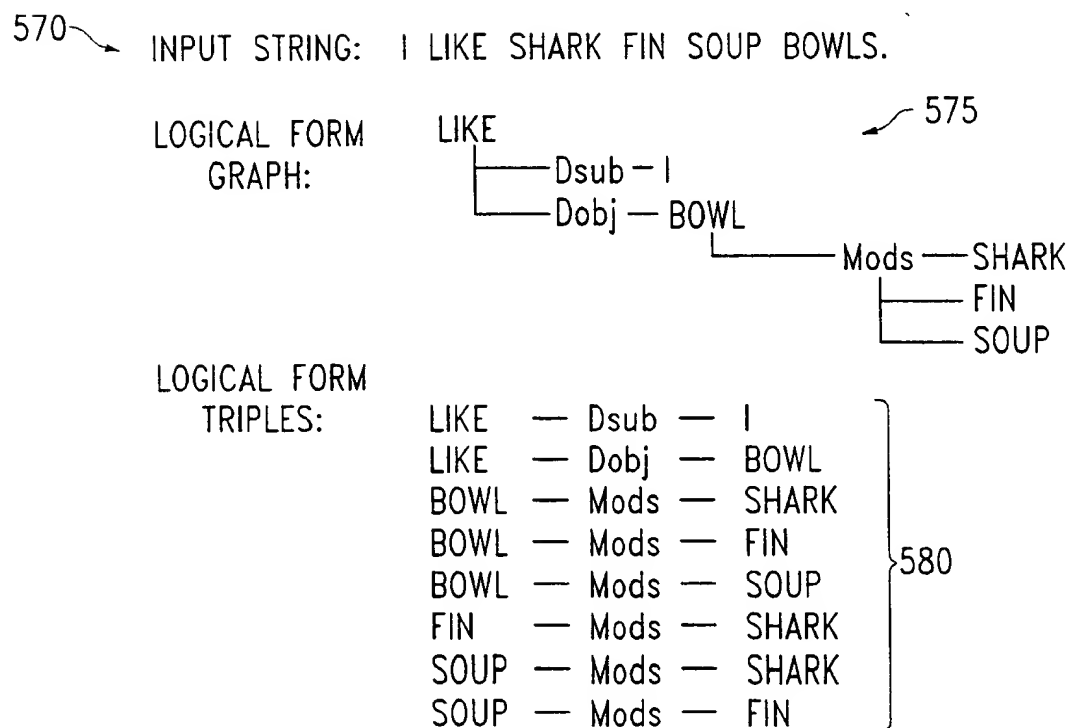 570 INPUT STRING: I LIKE SHARK FIN SOUP BOWLS.
575
LOGICAL FORM GRAPH:
LIKE
Dsub — I
Dobj — BOWL
Mods — SHARK
FIN
SOUP
LOGICAL FORM TRIPLES:
LIKE — Dsub — I
LIKE — Dobj — BOWL
BOWL — Mods — SHARK
BOWL — Mods — FIN
BOWL — Mods — SOUP
FIN — Mods — SHARK
SOUP — Mods — SHARK
SOUP — Mods — FIN
580